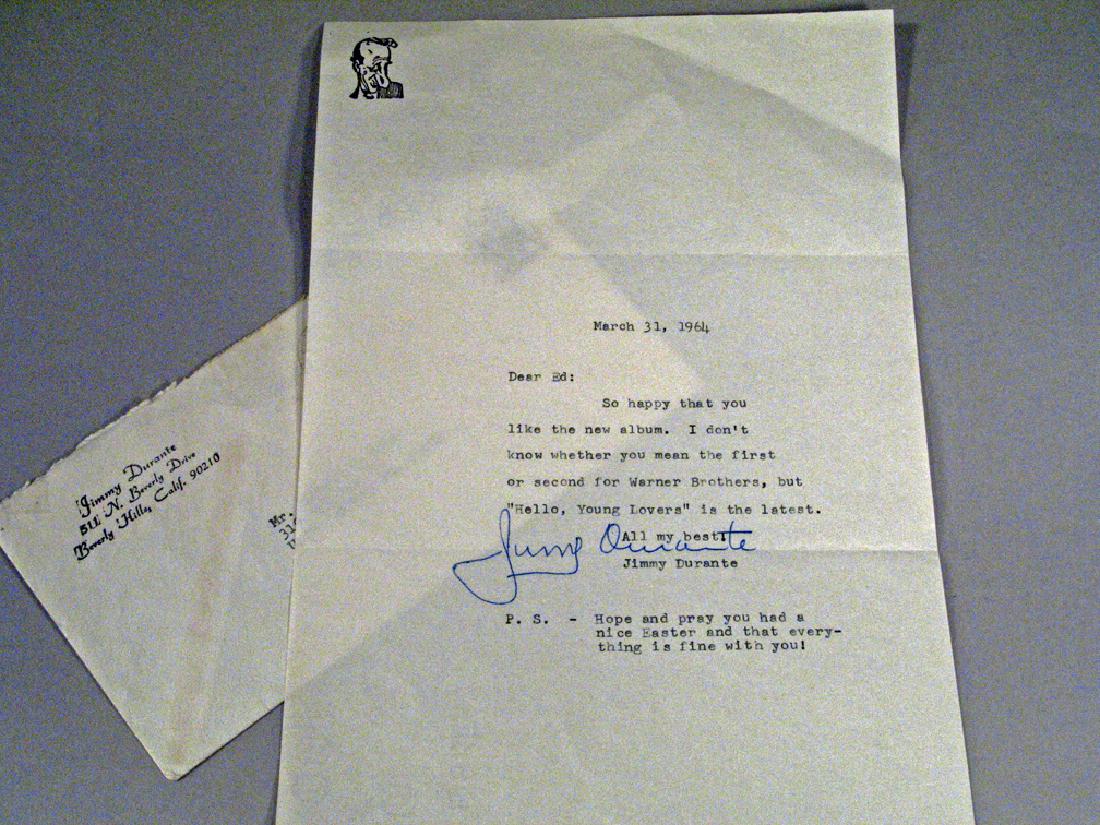 March 31, 1964
Dear Ed:
So happy that you
like the new album. I don't
know whether you mean the first
or second for Warner Brothers, but
"Hello, Young Lovers" is the latest.
All my best!
Jimmy Durante
Jimmy Durante
P. S. - Hope and pray you had a
nice Easter and that every-
thing is fine with you!
Jimmy Durante
511 N. Beverly Drive
Beverly Hills, Calif. 90210
Mr.